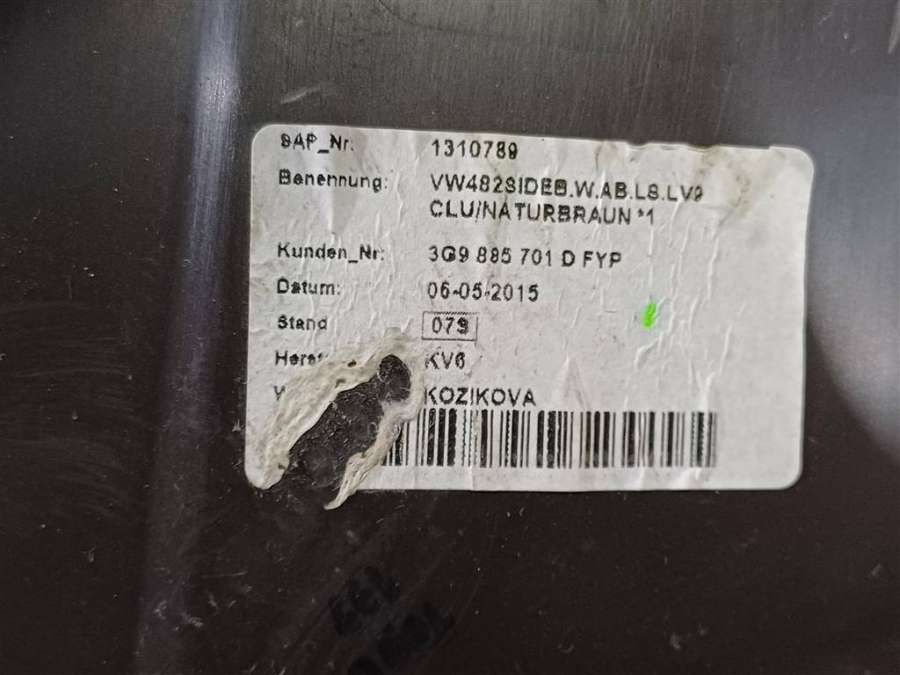 SAP_Nr: 1310789
Benennung: VW482SIDEB.W.AB.LS.LV2
CLU/NATURBRAUN *1
Kunden_Nr: 3G9 885 701 D FYP
Datum: 06-05-2015
Stand 079
KV6
KOZIKOVA